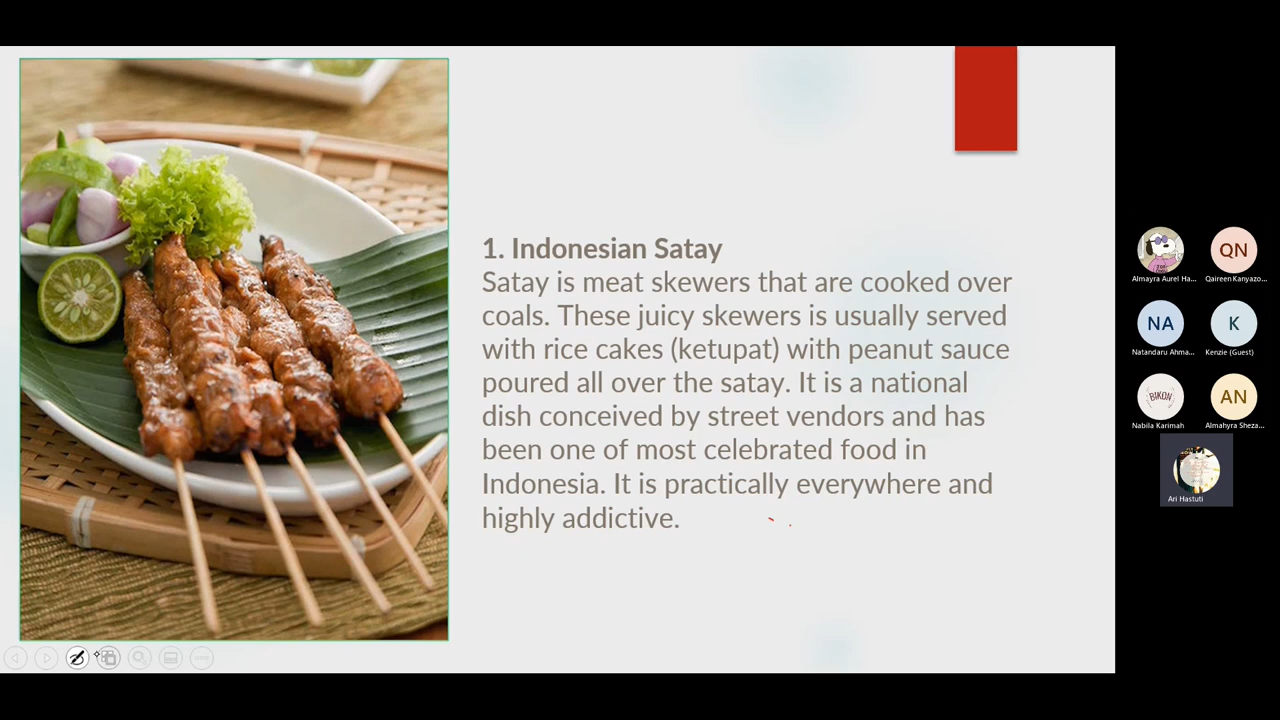 1. Indonesian Satay
Satay is meat skewers that are cooked over
coals. These juicy skewers is usually served
with rice cakes (ketupat) with peanut sauce
poured all over the satay. It is a national
dish conceived by street vendors and has
been one of most celebrated food in
Indonesia. It is practically everywhere and
highly addictive.
QN
Almayra Aurel Ha...
Qaireen Kanyazo...
NA
K
Natandaru Ahma...
Kenzie (Guest)
BIKON
AN
Nabila Karimah
Almahyra Sheza...
Ari Hastuti